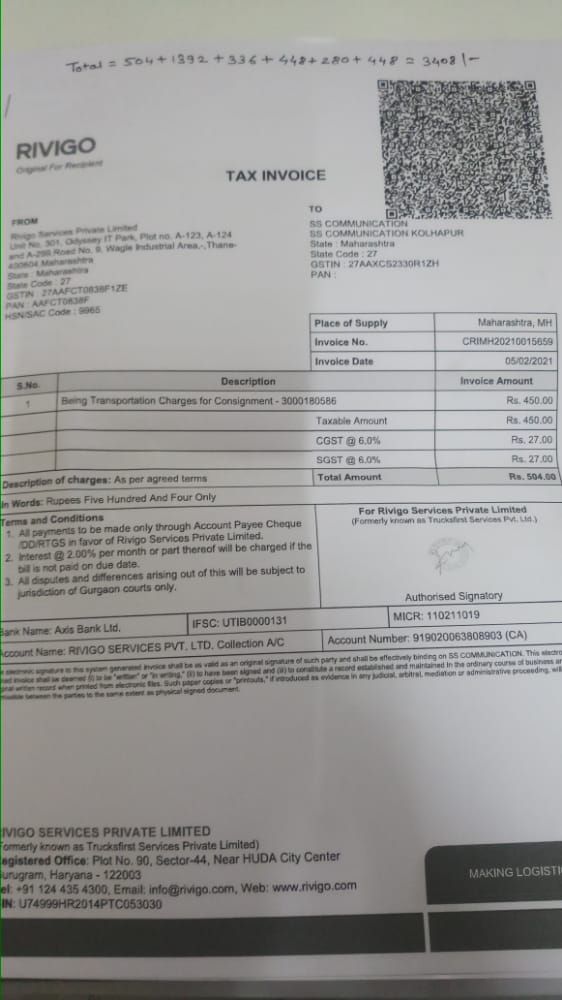 Total = 504+1392+336+448+280+448 = 3408/-
RIVIGO
Original For Recipient
TAX INVOICE
FROM
Rivigo Services Private Limited
Unit No. 301, Odyssey IT Park, Plot no. A-123, A-124
and A-299 Road No. 9, Wagle Industrial Area,-,Thane-
400604 Maharashtra
State : Maharashtra
State Code : 27
GSTIN : 27AAFCT0838F1ZE
PAN : AAFCT0838F
HSN/SAC Code : 9965
TO
SS COMMUNICATION
SS COMMUNICATION KOLHAPUR
State : Maharashtra
State Code : 27
GSTIN : 27AAXCS2330R1ZH
PAN :
Place of Supply Maharashtra, MH
Invoice No. CRIMH20210015659
Invoice Date 05/02/2021
S.No. Description Invoice Amount
1 Being Transportation Charges for Consignment - 3000180586 Rs. 450.00
Taxable Amount Rs. 450.00
CGST @ 6.0% Rs. 27.00
SGST @ 6.0% Rs. 27.00
Description of charges: As per agreed terms Total Amount Rs. 504.00
In Words: Rupees Five Hundred And Four Only
Terms and Conditions
1. All payments to be made only through Account Payee Cheque
/DD/RTGS in favor of Rivigo Services Private Limited.
2. Interest @ 2.00% per month or part thereof will be charged if the
bill is not paid on due date.
3. All disputes and differences arising out of this will be subject to
jurisdiction of Gurgaon courts only.
For Rivigo Services Private Limited
(Formerly known as Trucksfirst Services Pvt. Ltd.)
Authorised Signatory
Bank Name: Axis Bank Ltd. IFSC: UTIB0000131 MICR: 110211019
Account Name: RIVIGO SERVICES PVT. LTD. Collection A/C Account Number: 919020063808903 (CA)
electronic signature to this system generated invoice shall be as valid as an original signature of such party and shall be effectively binding on SS COMMUNICATION. This electro
invoice shall be deemed (i) to be "written" or "in writing," (ii) to have been signed and (iii) to constitute a record established and maintained in the ordinary course of business a
written record when printed from electronic files. Such paper copies or "printouts," if introduced as evidence in any judicial, arbitral, mediation or administrative proceeding, will
between the parties to the same extent as physical signed document.
IVIGO SERVICES PRIVATE LIMITED
ormerly known as Trucksfirst Services Private Limited)
egistered Office: Plot No. 90, Sector-44, Near HUDA City Center
urugram, Haryana - 122003
el: +91 124 435 4300, Email: info@rivigo.com, Web: www.rivigo.com
IN: U74999HR2014PTC053030
MAKING LOGISTI